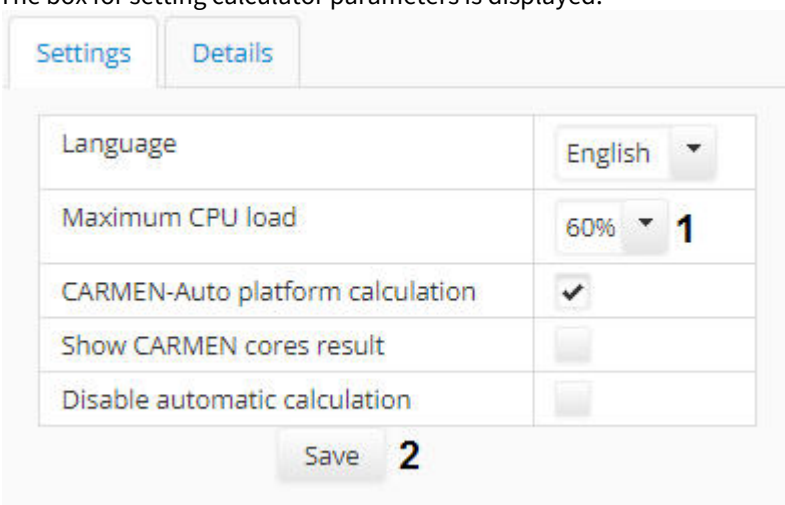 The box for setting calculator parameters is displayed.
Settings Details
Language English
Maximum CPU load 60% 1
CARMEN-Auto platform calculation
Show CARMEN cores result
Disable automatic calculation
Save 2